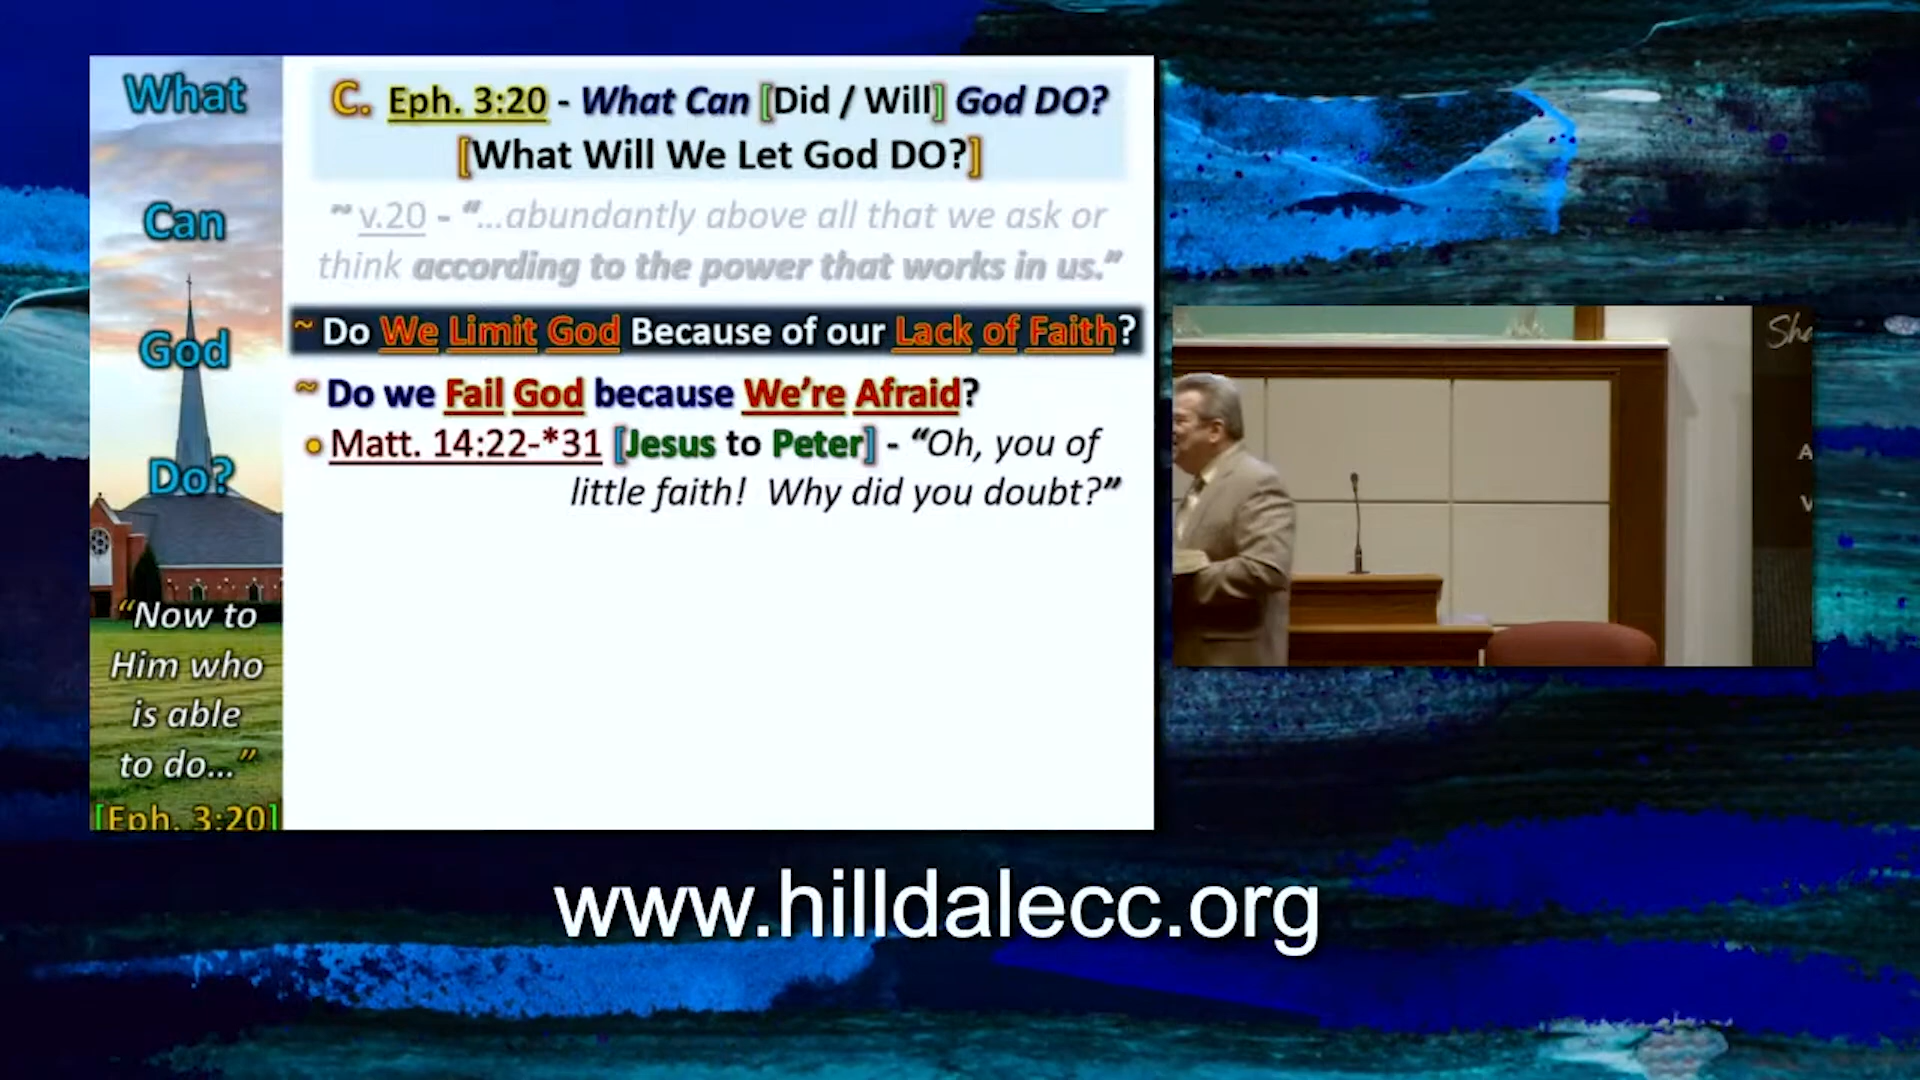 What
Can
God
Do?
“Now to
Him who
is able
to do...”
[Eph. 3:20]
C. Eph. 3:20 - What Can [Did / Will] God DO?
[What Will We Let God DO?]
~ v.20 - “...abundantly above all that we ask or
think according to the power that works in us.”
~ Do We Limit God Because of our Lack of Faith?
~ Do we Fail God because We’re Afraid?
• Matt. 14:22-*31 [Jesus to Peter] - “Oh, you of
little faith!  Why did you doubt?”
www.hilldalecc.org